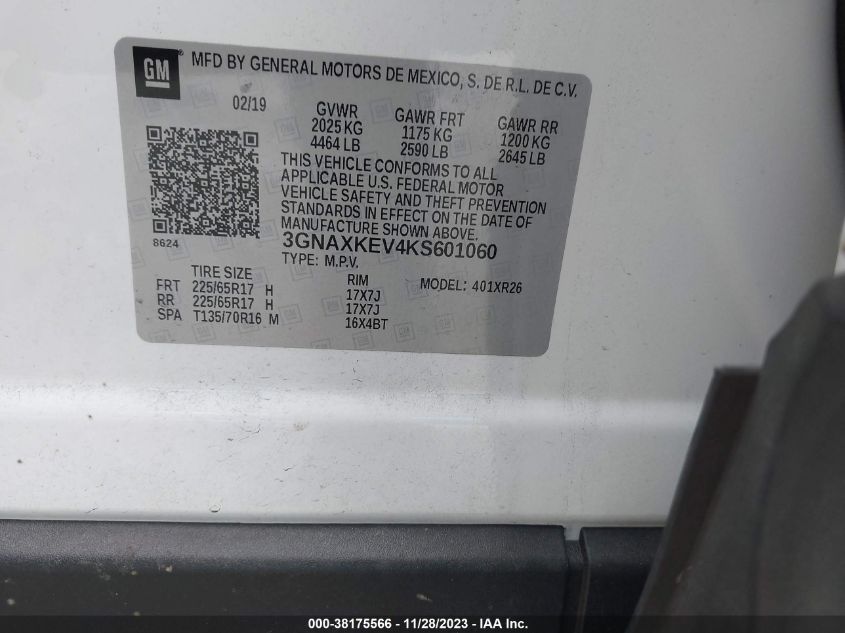 GM
MFD BY GENERAL MOTORS DE MEXICO, S. DE R.L. DE C.V.
02/19
GVWR
2025 KG
4464 LB
GAWR FRT
1175 KG
2590 LB
GAWR RR
1200 KG
2645 LB
THIS VEHICLE CONFORMS TO ALL
APPLICABLE U.S. FEDERAL MOTOR
VEHICLE SAFETY AND THEFT PREVENTION
STANDARDS IN EFFECT ON THE DATE OF
MANUFACTURE SHOWN ABOVE.
8624
3GNAXKEV4KS601060
TYPE: M.P.V.
TIRE SIZE RIM MODEL: 401XR26
FRT 225/65R17 H 17X7J
RR 225/65R17 H 17X7J
SPA T135/70R16 M 16X4BT
000-38175566 - 11/28/2023 - IAA Inc.